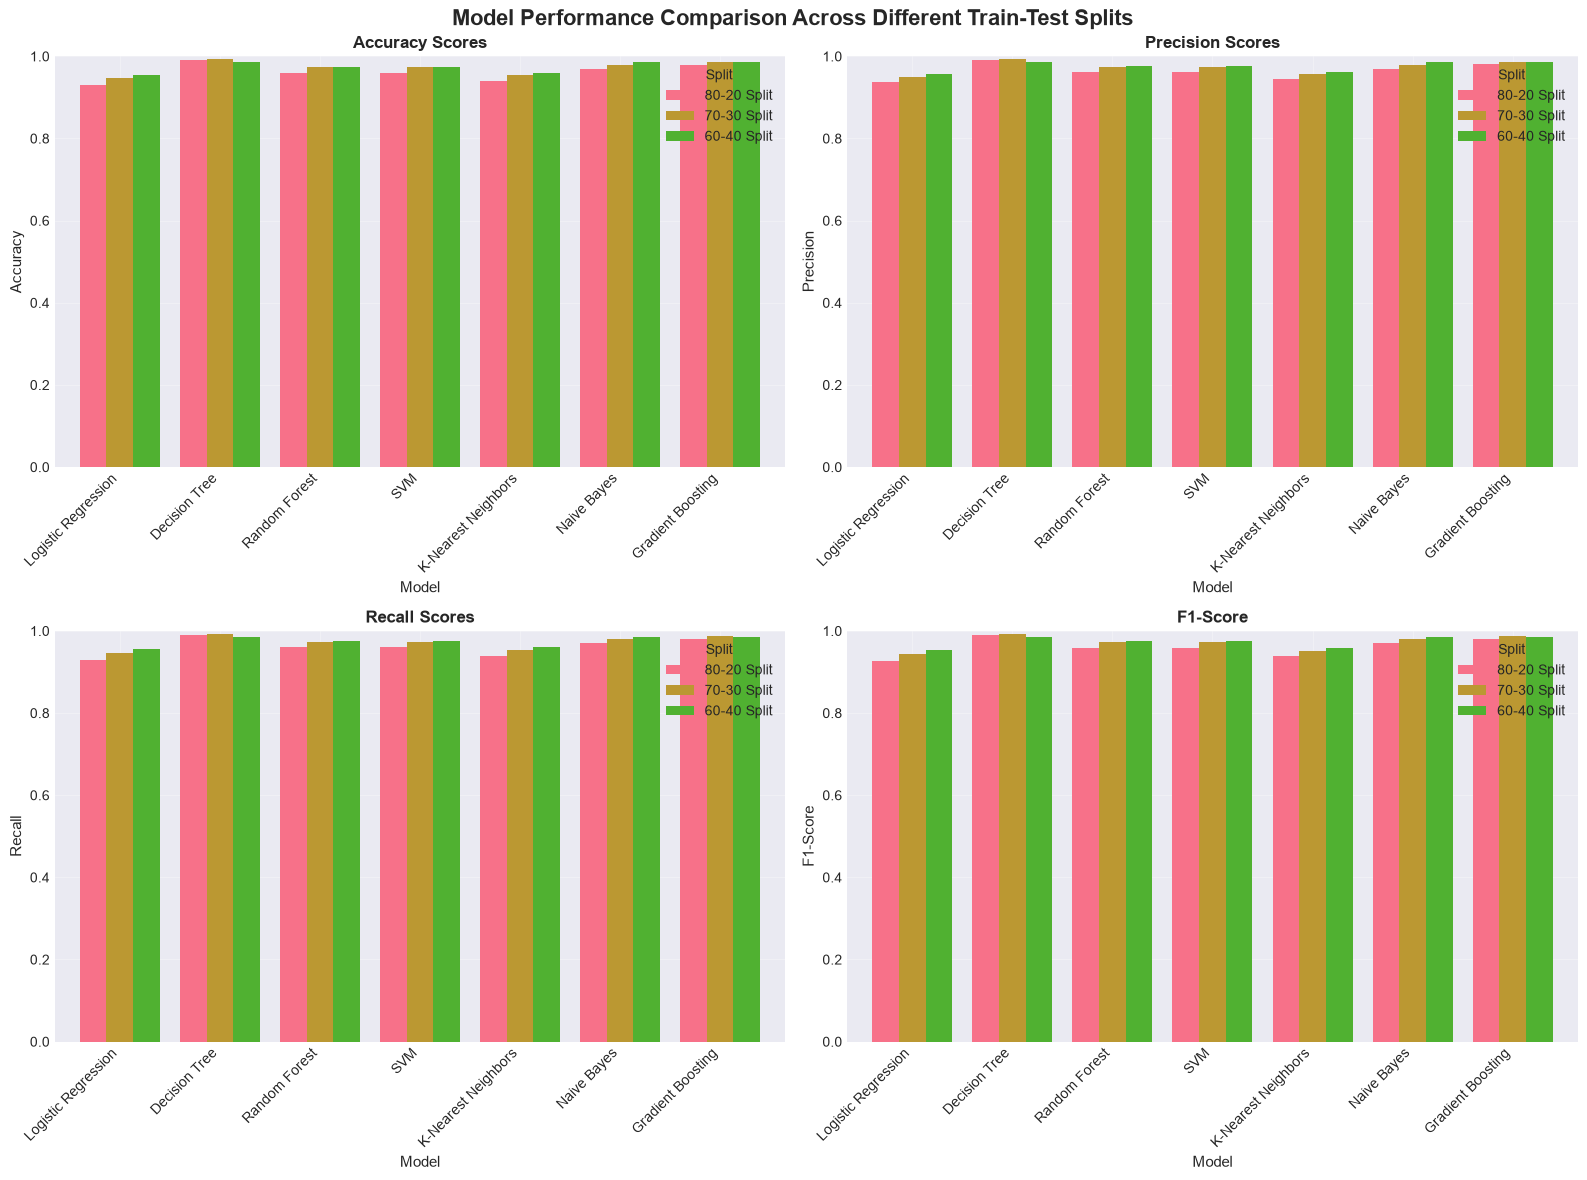 Model Performance Comparison Across Different Train-Test Splits
Accuracy Scores
Accuracy
1.0
0.8
0.6
0.4
0.2
0.0
Split
80-20 Split
70-30 Split
60-40 Split
Logistic Regression
Decision Tree
Random Forest
SVM
K-Nearest Neighbors
Naive Bayes
Gradient Boosting
Model
Precision Scores
Precision
1.0
0.8
0.6
0.4
0.2
0.0
Split
80-20 Split
70-30 Split
60-40 Split
Logistic Regression
Decision Tree
Random Forest
SVM
K-Nearest Neighbors
Naive Bayes
Gradient Boosting
Model
Recall Scores
Recall
1.0
0.8
0.6
0.4
0.2
0.0
Split
80-20 Split
70-30 Split
60-40 Split
Logistic Regression
Decision Tree
Random Forest
SVM
K-Nearest Neighbors
Naive Bayes
Gradient Boosting
Model
F1-Score
F1-Score
1.0
0.8
0.6
0.4
0.2
0.0
Split
80-20 Split
70-30 Split
60-40 Split
Logistic Regression
Decision Tree
Random Forest
SVM
K-Nearest Neighbors
Naive Bayes
Gradient Boosting
Model